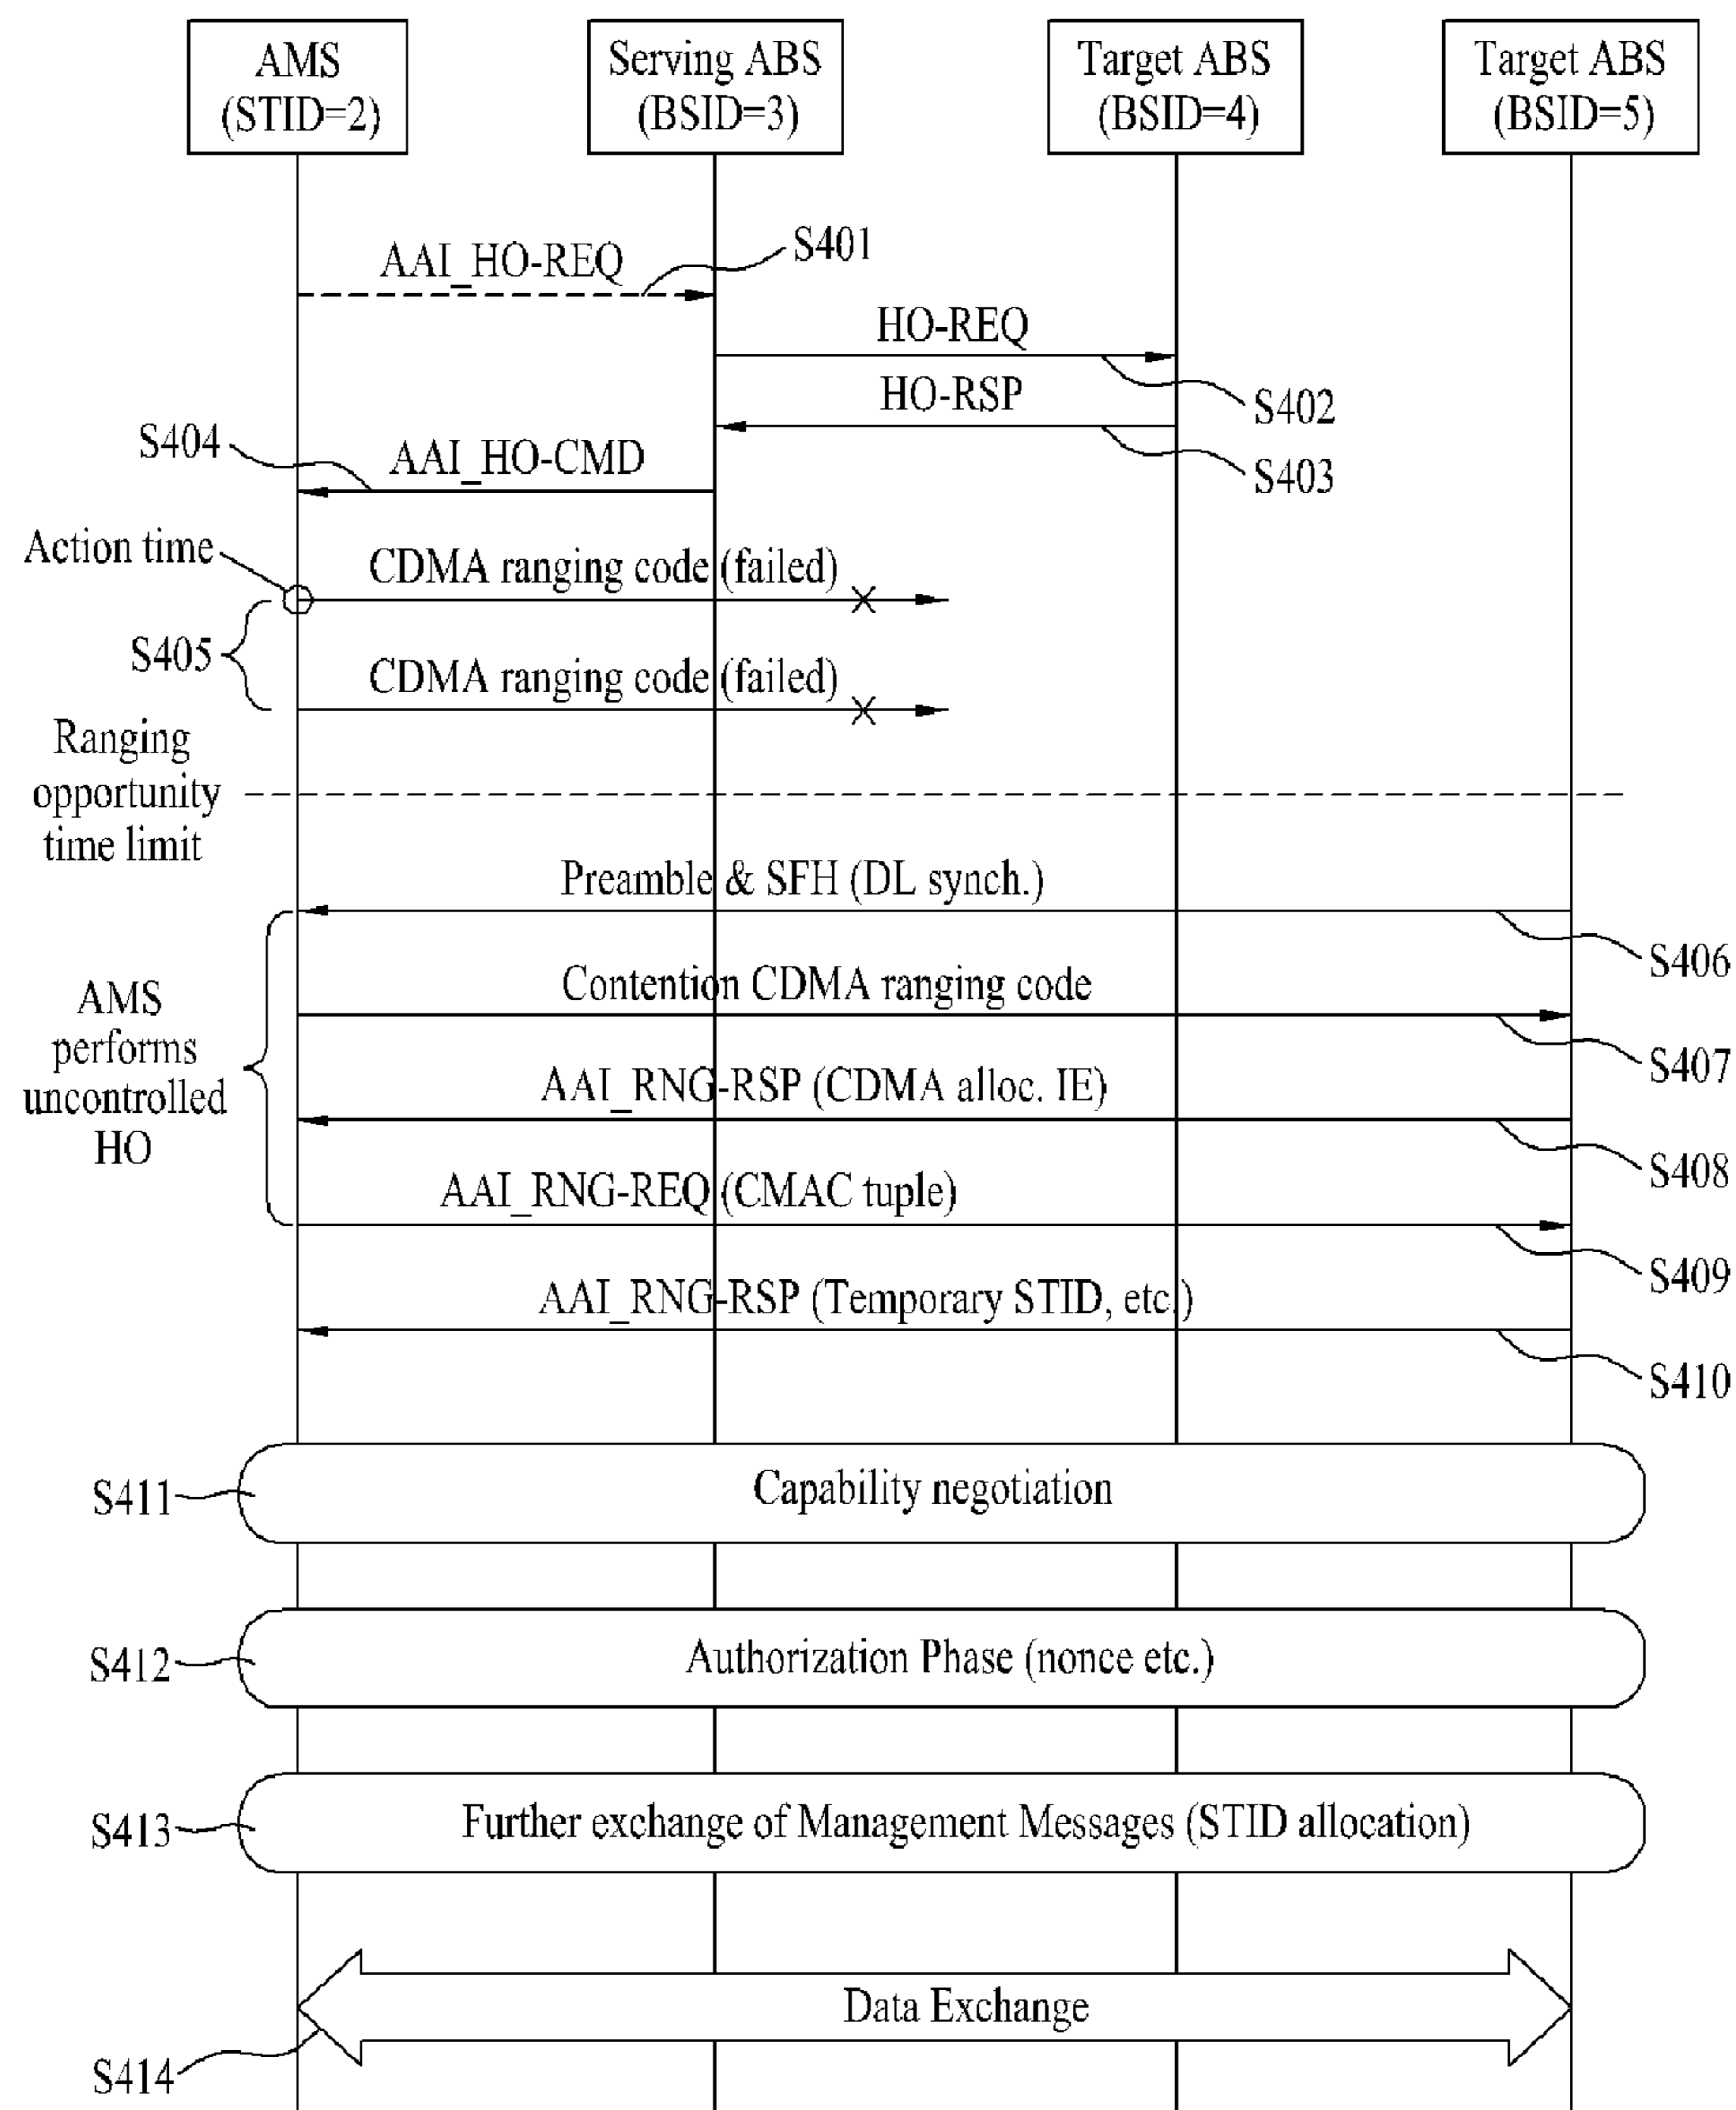 AMS
(STID=2)
Serving ABS
(BSID=3)
Target ABS
(BSID=4)
Target ABS
(BSID=5)
AAI_HO-REQ
S401
HO-REQ
S402
HO-RSP
S403
S404
AAI_HO-CMD
Action time
CDMA ranging code (failed)
S405
CDMA ranging code (failed)
Ranging
opportunity
time limit
Preamble & SFH (DL synch.)
S406
AMS
performs
uncontrolled
HO
Contention CDMA ranging code
S407
AAI_RNG-RSP (CDMA alloc. IE)
S408
AAI_RNG-REQ (CMAC tuple)
S409
AAI_RNG-RSP (Temporary STID, etc.)
S410
S411
Capability negotiation
S412
Authorization Phase (nonce etc.)
S413
Further exchange of Management Messages (STID allocation)
Data Exchange
S414